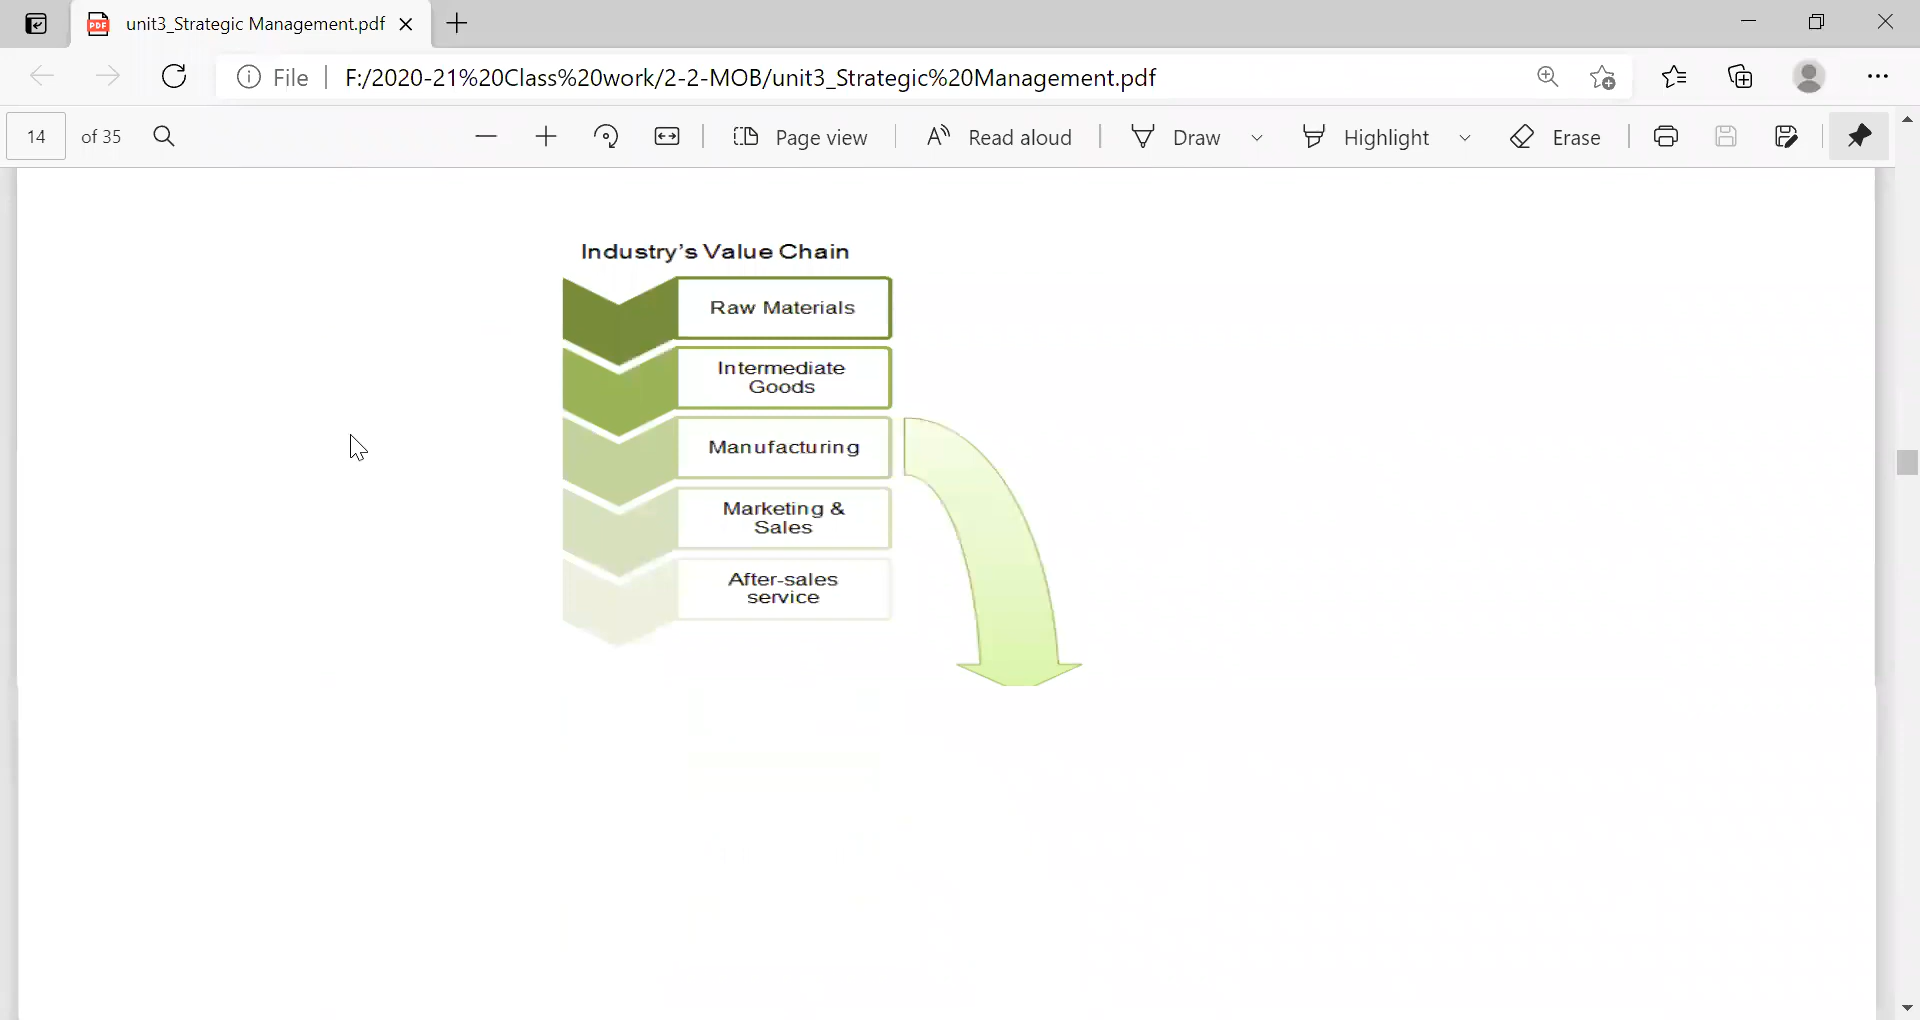 unit3_Strategic Management.pdf
File
F:/2020-21%20Class%20work/2-2-MOB/unit3_Strategic%20Management.pdf
14 of 35
Page view
Read aloud
Draw
Highlight
Erase
PDF
Industry's Value Chain
Raw Materials
Intermediate
Goods
Manufacturing
Marketing &
Sales
After-sales
service